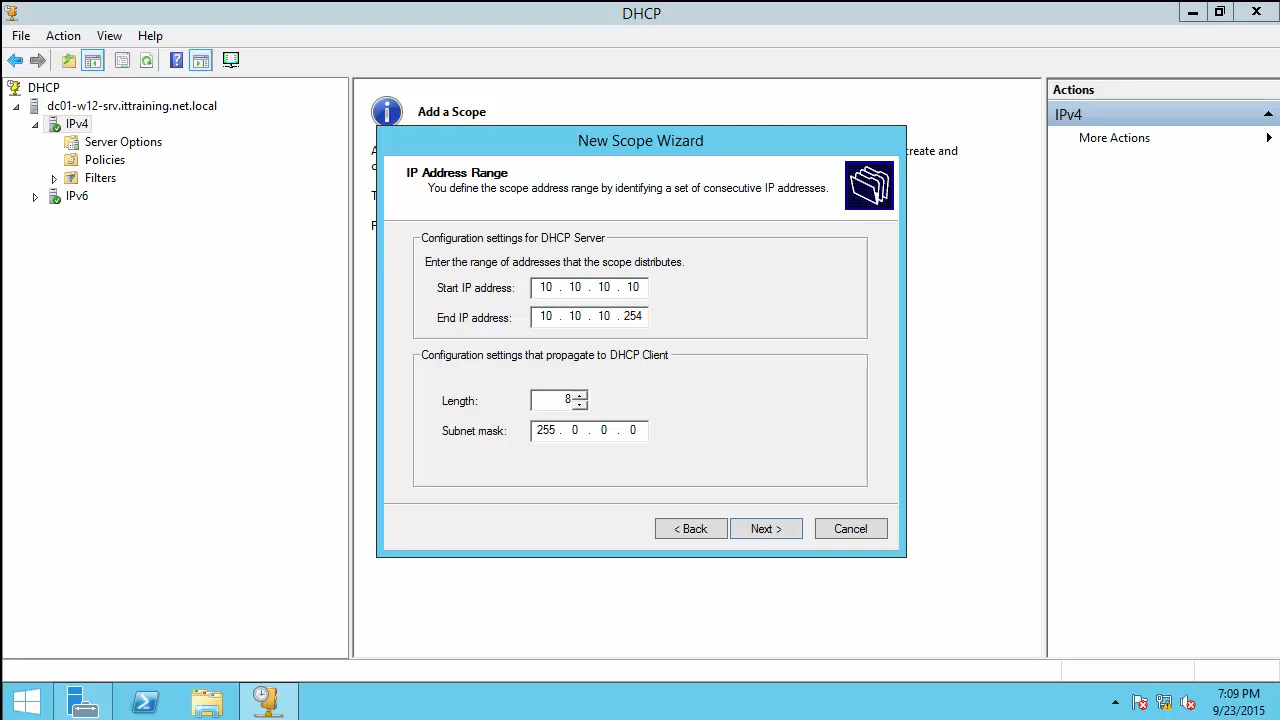 DHCP
File Action View Help
DHCP
dc01-w12-srv.ittraining.net.local
IPv4
Server Options
Policies
Filters
IPv6
Add a Scope
create and
New Scope Wizard
IP Address Range
You define the scope address range by identifying a set of consecutive IP addresses.
Configuration settings for DHCP Server
Enter the range of addresses that the scope distributes.
Start IP address: 10 . 10 . 10 . 10
End IP address: 10 . 10 . 10 . 254
Configuration settings that propagate to DHCP Client
Length: 8
Subnet mask: 255 . 0 . 0 . 0
< Back Next > Cancel
Actions
IPv4
More Actions
7:09 PM
9/23/2015